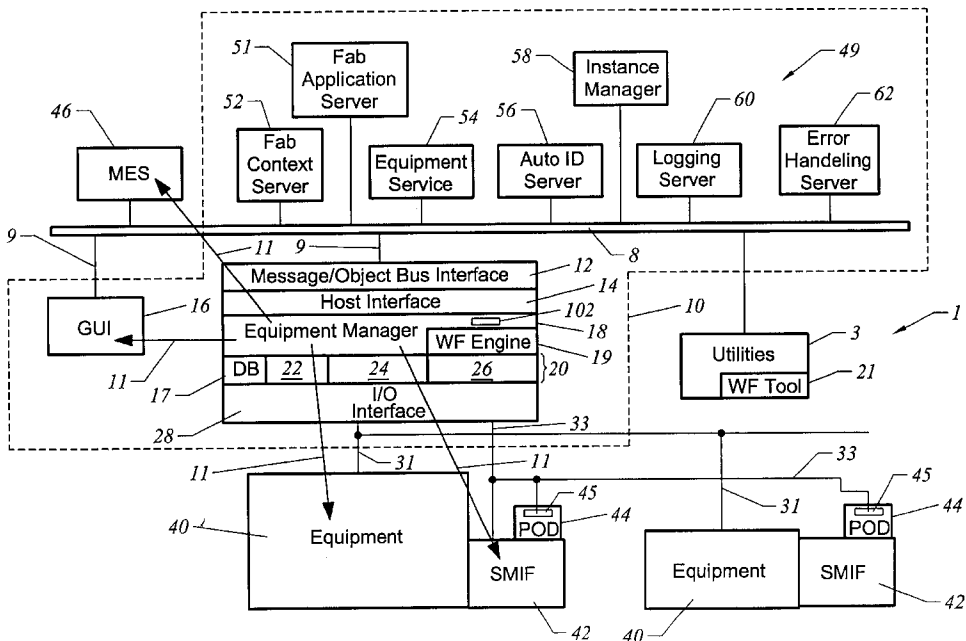 51
Fab
Application
Server
58
Instance
Manager
49
46
MES
52
Fab
Context
Server
54
Equipment
Service
56
Auto ID
Server
60
Logging
Server
62
Error
Handeling
Server
9
11
9
8
Message/Object Bus Interface
12
Host Interface
14
16
GUI
11
102
Equipment Manager
18
WF Engine
19
10
1
Utilities
3
WF Tool
21
DB
22
24
26
20
17
I/O
Interface
28
33
11
31
11
33
45
POD
44
31
45
POD
44
40
Equipment
SMIF
42
Equipment
40
SMIF
42